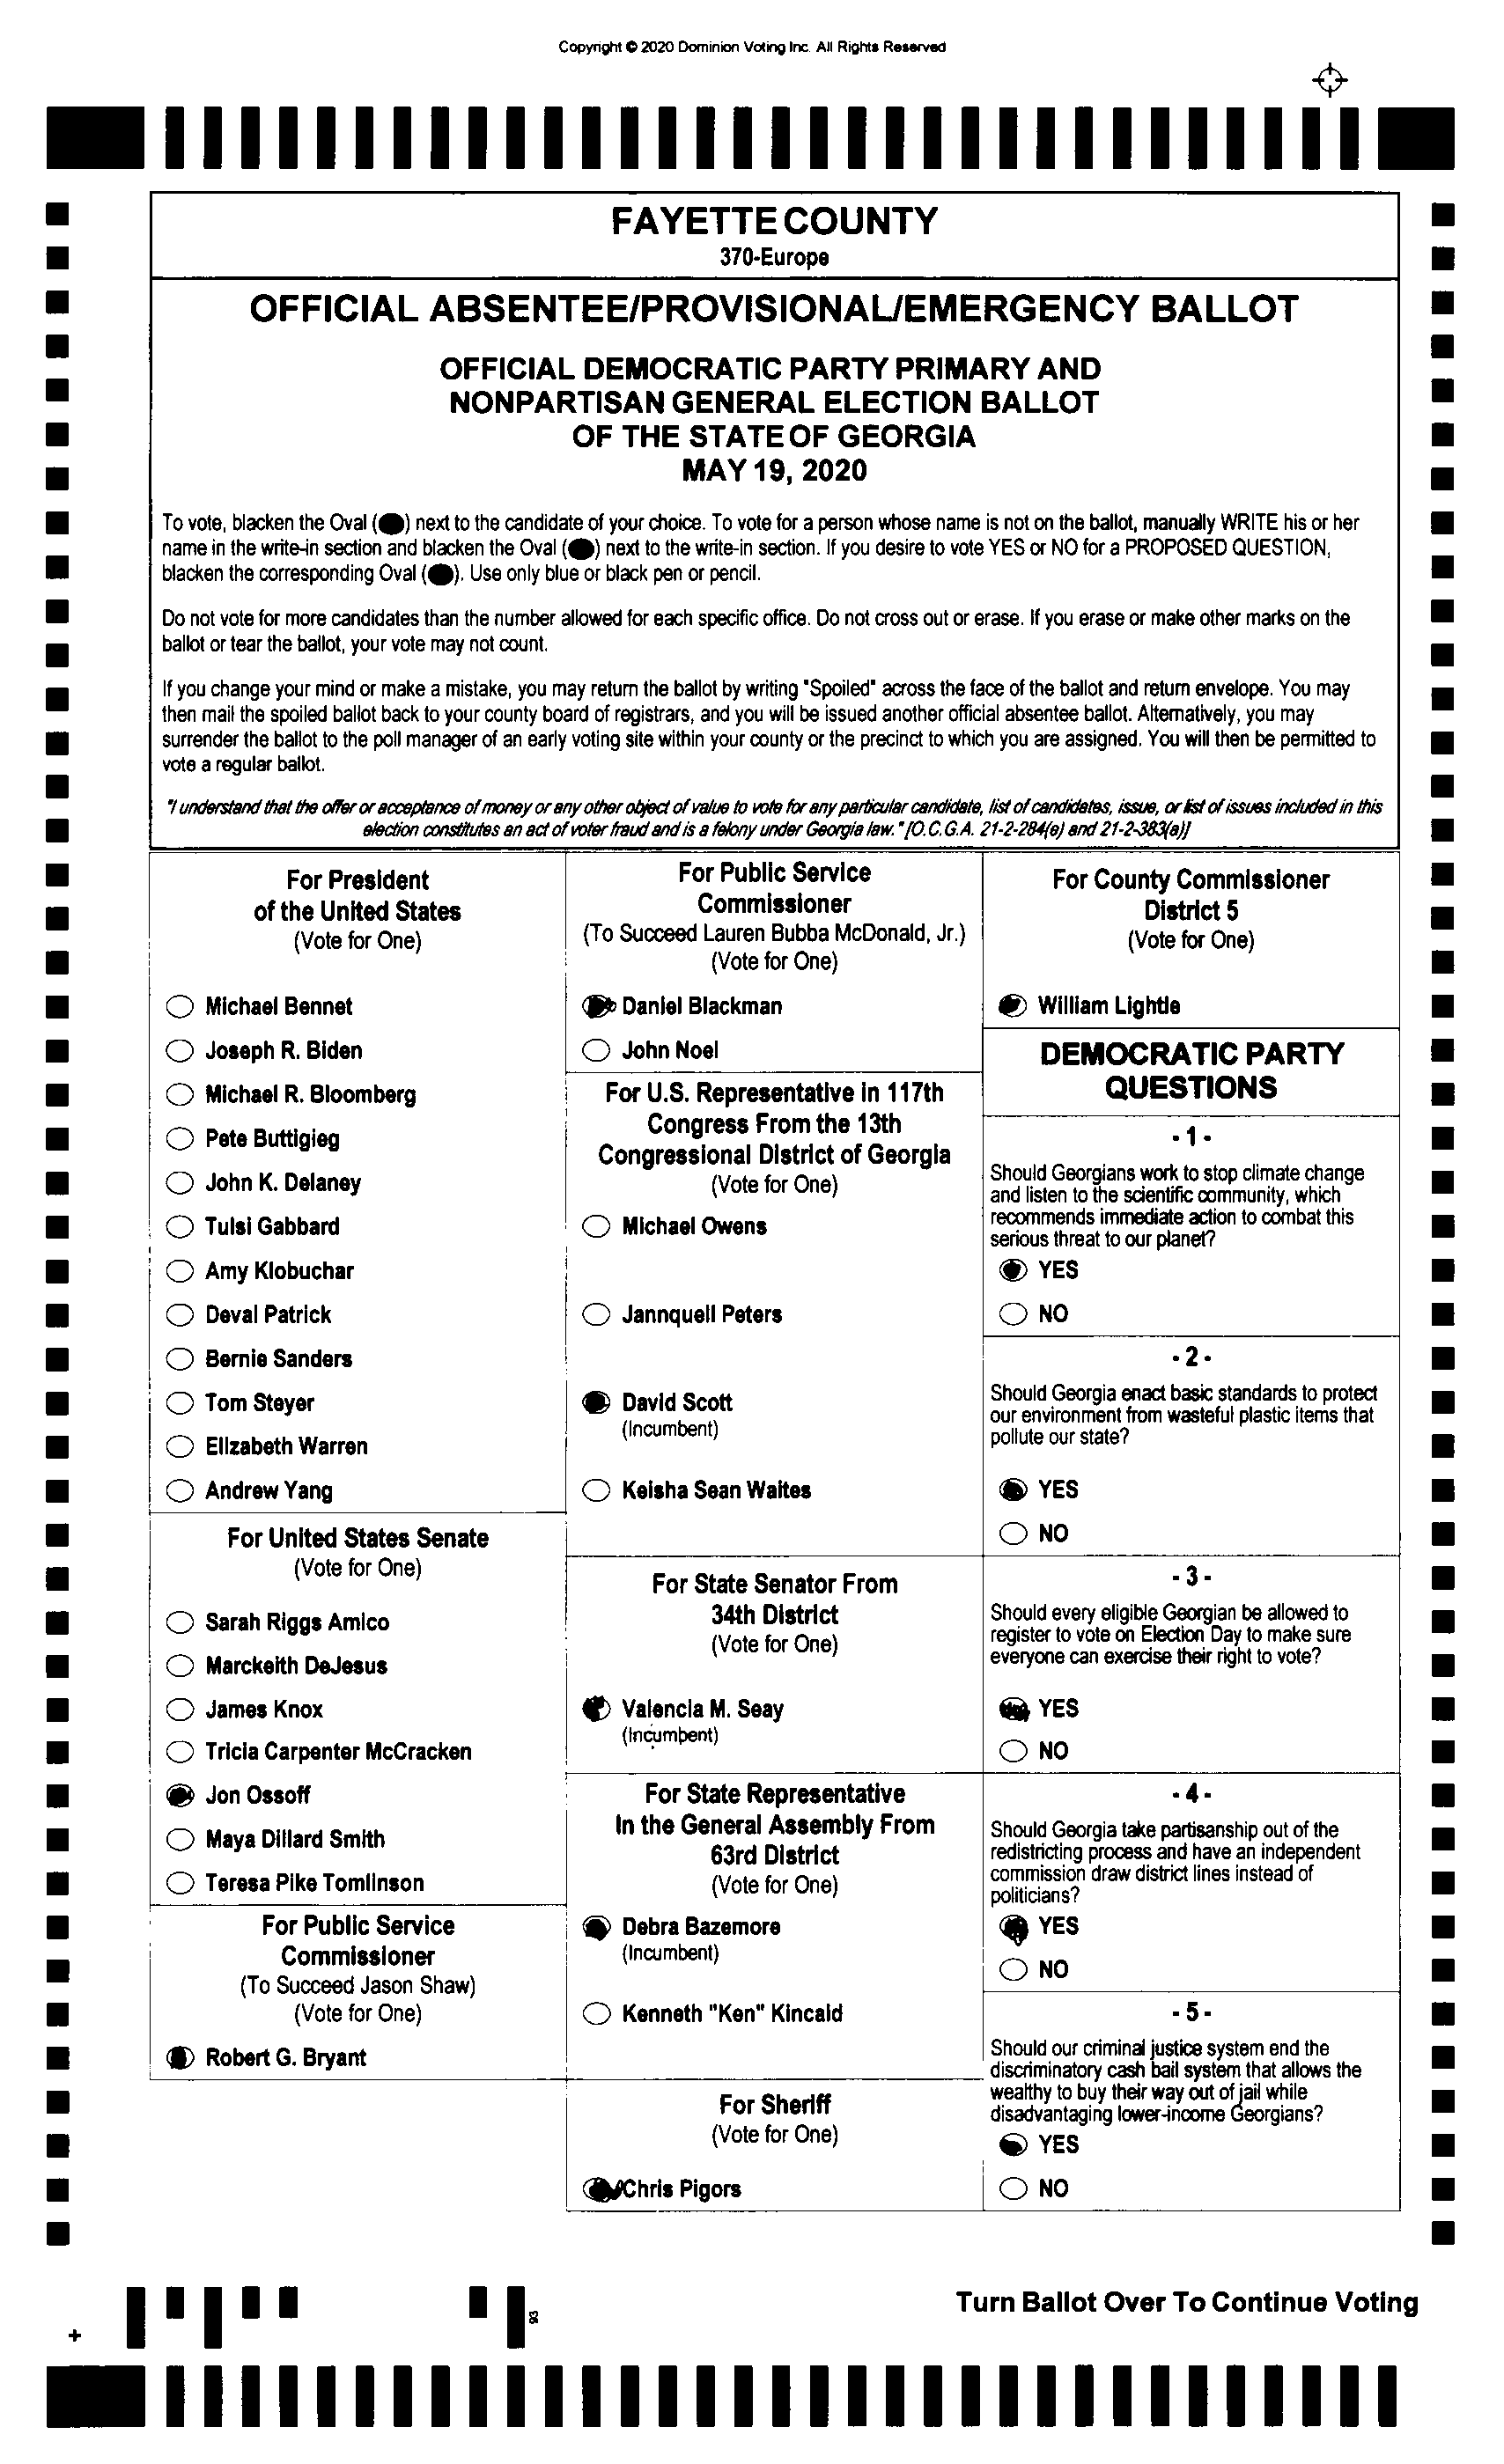 Copyright © 2020 Dominion Voting Inc. All Rights Reserved
FAYETTE COUNTY
370-Europe
OFFICIAL ABSENTEE/PROVISIONAL/EMERGENCY BALLOT
OFFICIAL DEMOCRATIC PARTY PRIMARY AND
NONPARTISAN GENERAL ELECTION BALLOT
OF THE STATE OF GEORGIA
MAY 19, 2020
To vote, blacken the Oval ( ) next to the candidate of your choice. To vote for a person whose name is not on the ballot, manually WRITE his or her
name in the write-in section and blacken the Oval ( ) next to the write-in section. If you desire to vote YES or NO for a PROPOSED QUESTION,
blacken the corresponding Oval ( ). Use only blue or black pen or pencil.
Do not vote for more candidates than the number allowed for each specific office. Do not cross out or erase. If you erase or make other marks on the
ballot or tear the ballot, your vote may not count.
If you change your mind or make a mistake, you may return the ballot by writing "Spoiled" across the face of the ballot and return envelope. You may
then mail the spoiled ballot back to your county board of registrars, and you will be issued another official absentee ballot. Alternatively, you may
surrender the ballot to the poll manager of an early voting site within your county or the precinct to which you are assigned. You will then be permitted to
vote a regular ballot.
"I understand that the offer or acceptance of money or any other object of value to vote for any particular candidate, list of candidates, issue, or list of issues included in this
election constitutes an act of voter fraud and is a felony under Georgia law." [O.C.G.A. 21-2-284(e) and 21-2-383(a)]
For President
of the United States
(Vote for One)
Michael Bennet
Joseph R. Biden
Michael R. Bloomberg
Pete Buttigieg
John K. Delaney
Tulsi Gabbard
Amy Klobuchar
Deval Patrick
Bernie Sanders
Tom Steyer
Elizabeth Warren
Andrew Yang
For United States Senate
(Vote for One)
Sarah Riggs Amico
Marckeith DeJesus
James Knox
Tricia Carpenter McCracken
Jon Ossoff
Maya Dillard Smith
Teresa Pike Tomlinson
For Public Service
Commissioner
(To Succeed Jason Shaw)
(Vote for One)
Robert G. Bryant
For Public Service
Commissioner
(To Succeed Lauren Bubba McDonald, Jr.)
(Vote for One)
Daniel Blackman
John Noel
For U.S. Representative in 117th
Congress From the 13th
Congressional District of Georgia
(Vote for One)
Michael Owens
Jannquell Peters
David Scott
(Incumbent)
Keisha Sean Waites
For State Senator From
34th District
(Vote for One)
Valencia M. Seay
(Incumbent)
For State Representative
In the General Assembly From
63rd District
(Vote for One)
Debra Bazemore
(Incumbent)
Kenneth "Ken" Kincaid
For Sheriff
(Vote for One)
Chris Pigors
For County Commissioner
District 5
(Vote for One)
William Lightle
DEMOCRATIC PARTY
QUESTIONS
- 1 -
Should Georgians work to stop climate change
and listen to the scientific community, which
recommends immediate action to combat this
serious threat to our planet?
YES
NO
- 2 -
Should Georgia enact basic standards to protect
our environment from wasteful plastic items that
pollute our state?
YES
NO
- 3 -
Should every eligible Georgian be allowed to
register to vote on Election Day to make sure
everyone can exercise their right to vote?
YES
NO
- 4 -
Should Georgia take partisanship out of the
redistricting process and have an independent
commission draw district lines instead of
politicians?
YES
NO
- 5 -
Should our criminal justice system end the
discriminatory cash bail system that allows the
wealthy to buy their way out of jail while
disadvantaging lower-income Georgians?
YES
NO
93
Turn Ballot Over To Continue Voting